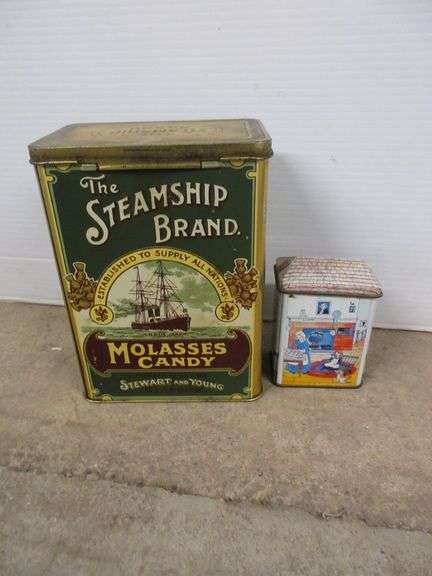 The
STEAMSHIP
BRAND.
ESTABLISHED TO SUPPLY ALL NATIONS
MOLASSES
CANDY
STEWART AND YOUNG